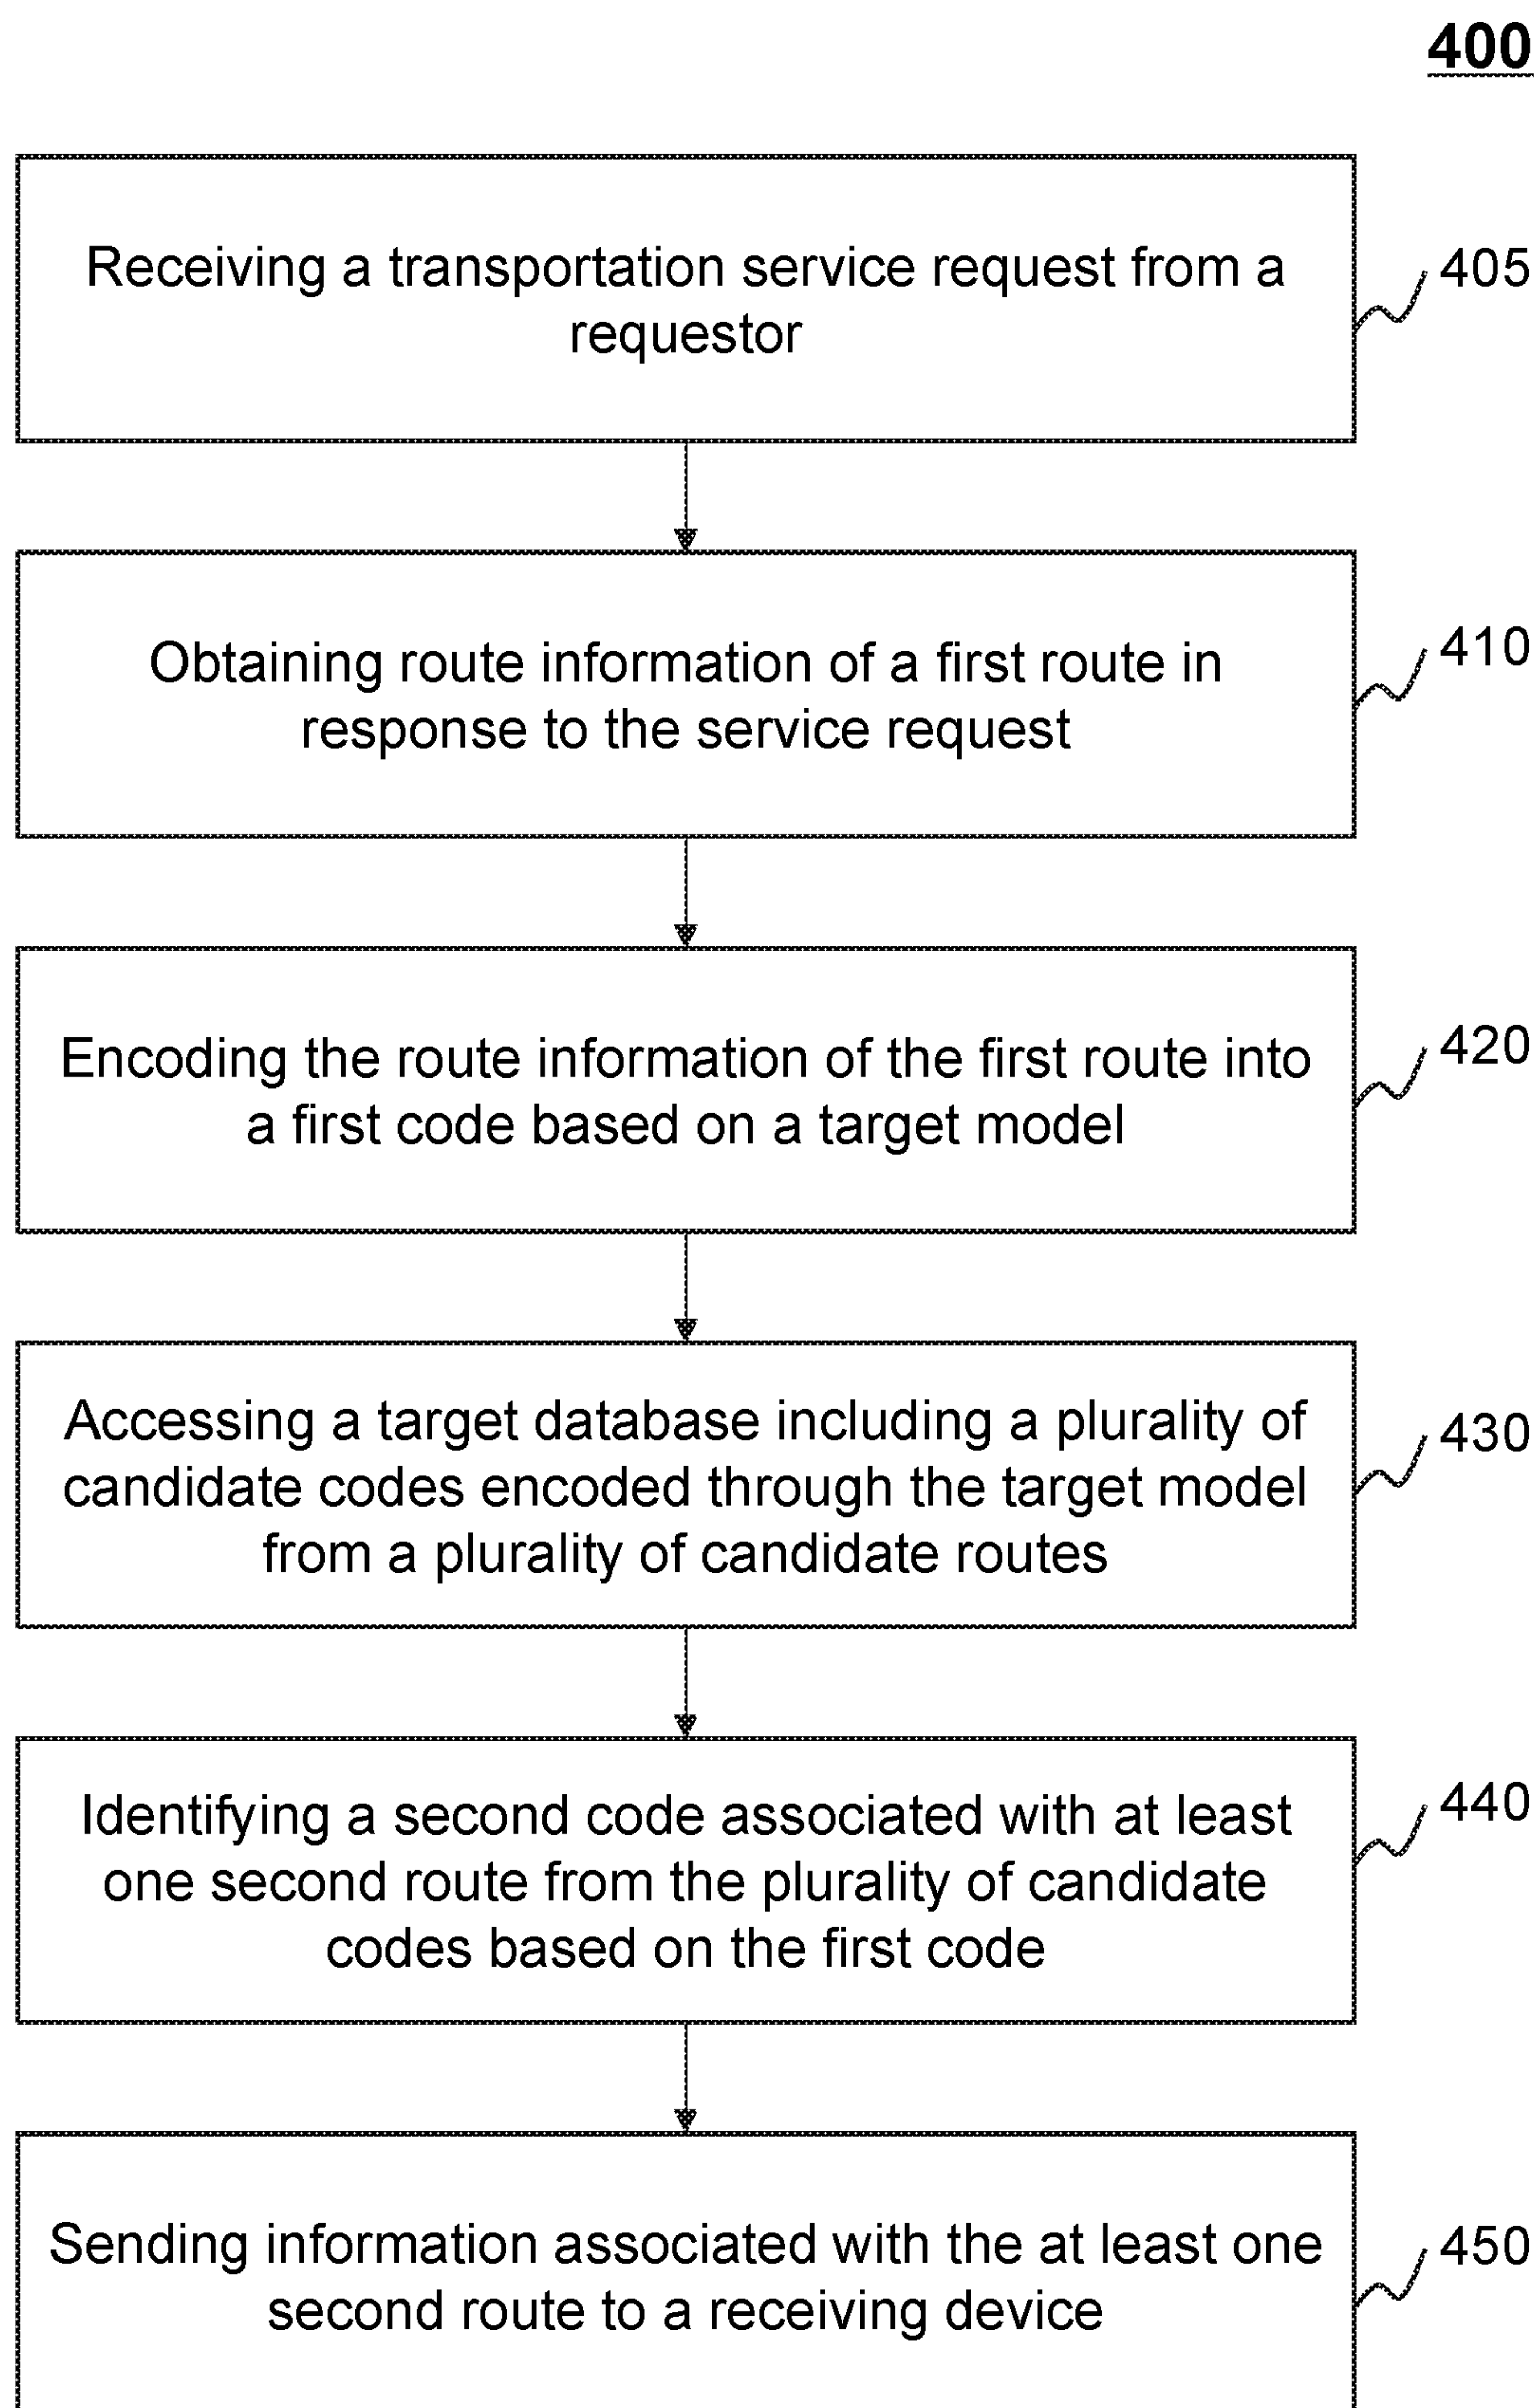 400
Receiving a transportation service request from a
requestor
405
Obtaining route information of a first route in
response to the service request
410
Encoding the route information of the first route into
a first code based on a target model
420
Accessing a target database including a plurality of
candidate codes encoded through the target model
from a plurality of candidate routes
430
Identifying a second code associated with at least
one second route from the plurality of candidate
codes based on the first code
440
Sending information associated with the at least one
second route to a receiving device
450